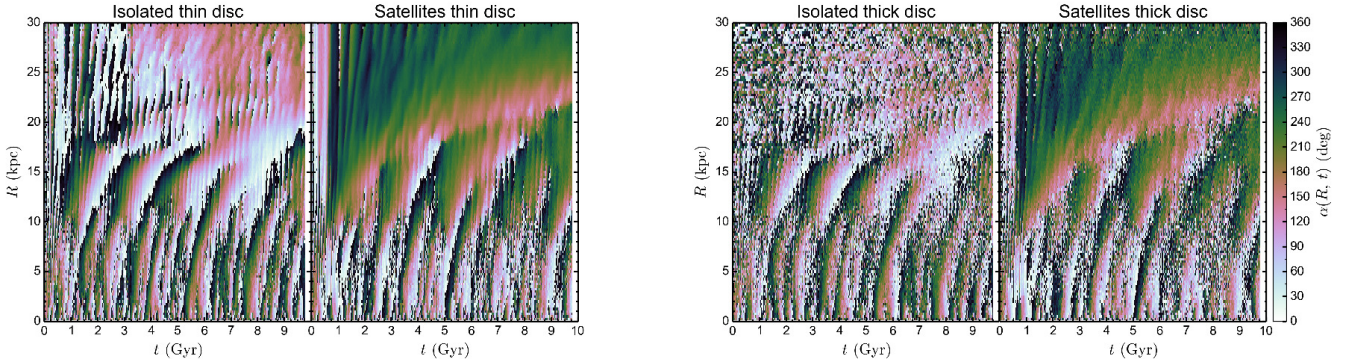 Isolated thin disc
Satellites thin disc
Isolated thick disc
Satellites thick disc
30
25
20
15
10
5
0
R (kpc)
0 1 2 3 4 5 6 7 8 9
t (Gyr)
0 1 2 3 4 5 6 7 8 9 10
t (Gyr)
30
25
20
15
10
5
0
R (kpc)
0 1 2 3 4 5 6 7 8 9
t (Gyr)
0 1 2 3 4 5 6 7 8 9 10
t (Gyr)
360
330
300
270
240
210
180
150
120
90
60
30
0
α(R, t) (deg)